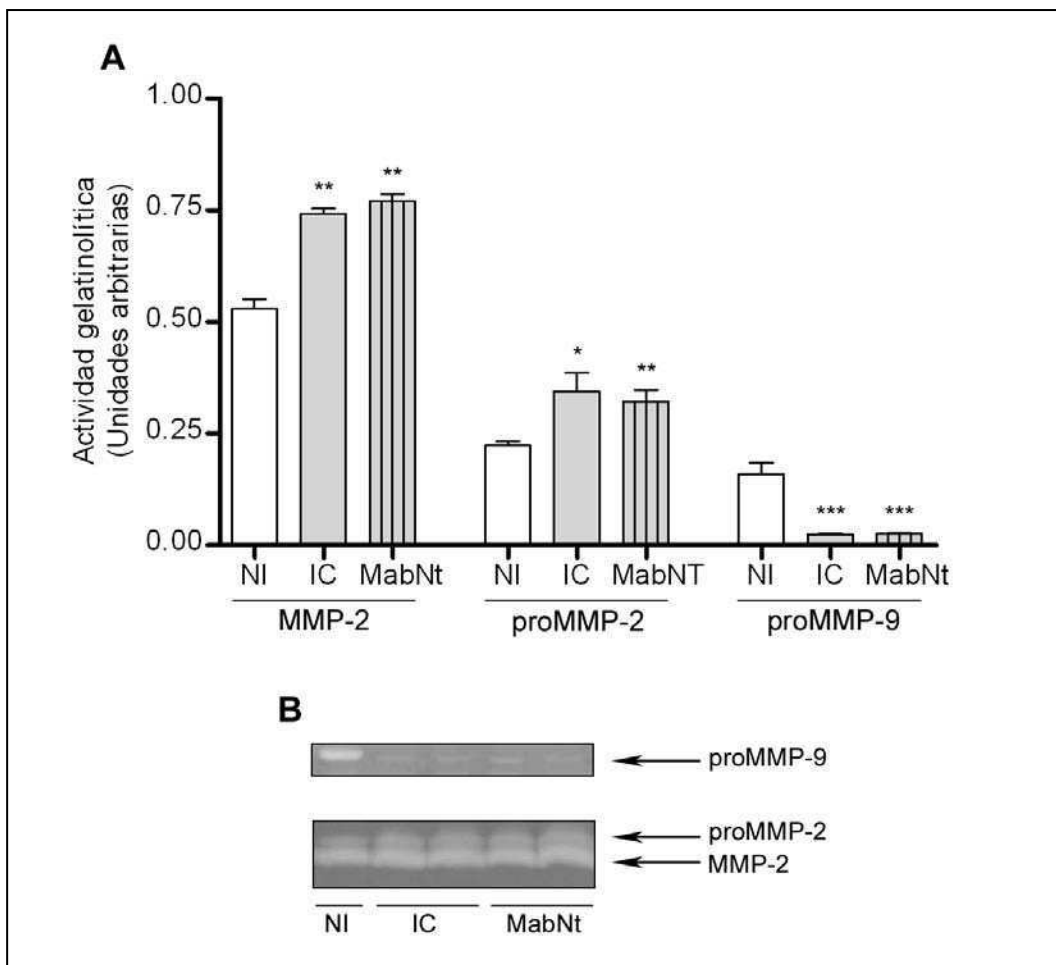 A
1.00
0.75
0.50
0.25
0.00
Actividad gelatinolítica
(Unidades arbitrarias)
** **
* **
*** ***
NI IC MabNt NI IC MabNT NI IC MabNt
MMP-2 proMMP-2 proMMP-9
B
proMMP-9
proMMP-2
MMP-2
NI IC MabNt